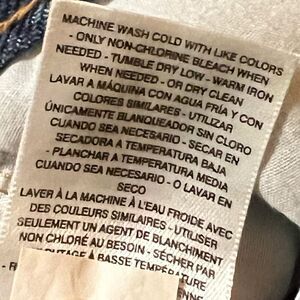 MACHINE WASH COLD WITH LIKE COLORS
- ONLY NON-CHLORINE BLEACH WHEN
NEEDED - TUMBLE DRY LOW - WARM IRON
WHEN NEEDED - OR DRY CLEAN
LAVAR A MÁQUINA CON AGUA FRÍA Y CON
COLORES SIMILARES - UTILIZAR
ÚNICAMENTE BLANQUEADOR SIN CLORO
CUANDO SEA NECESARIO - SECAR EN
SECADORA A TEMPERATURA BAJA
- PLANCHAR A TEMPERATURA MEDIA
CUANDO SEA NECESARIO - O LAVAR EN
SECO
LAVER À LA MACHINE À L'EAU FROIDE AVEC
DES COULEURS SIMILAIRES - UTILISER
SEULEMENT UN AGENT DE BLANCHIMENT
NON CHLORÉ AU BESOIN - SÉCHER PAR
À BASSE TEMPÉRATURE